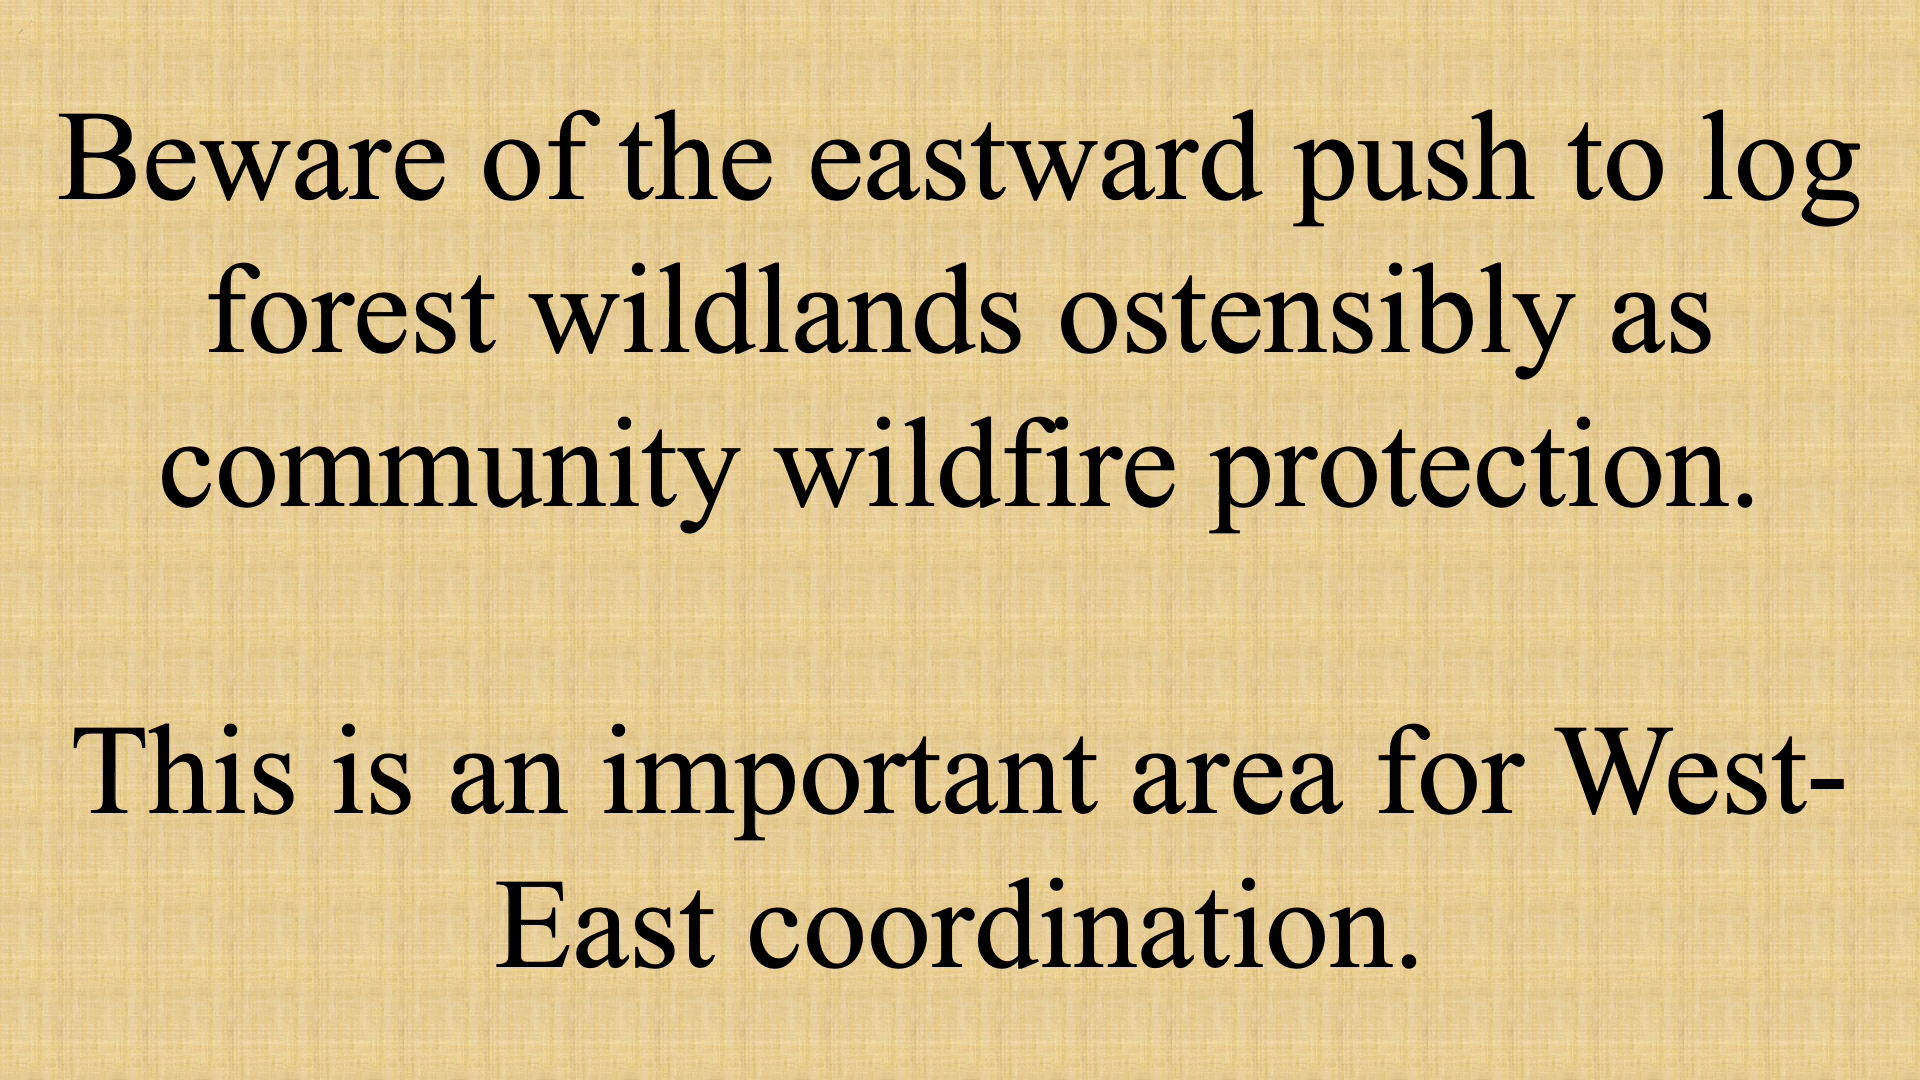 Beware of the eastward push to log
forest wildlands ostensibly as
community wildfire protection.
This is an important area for West-
East coordination.